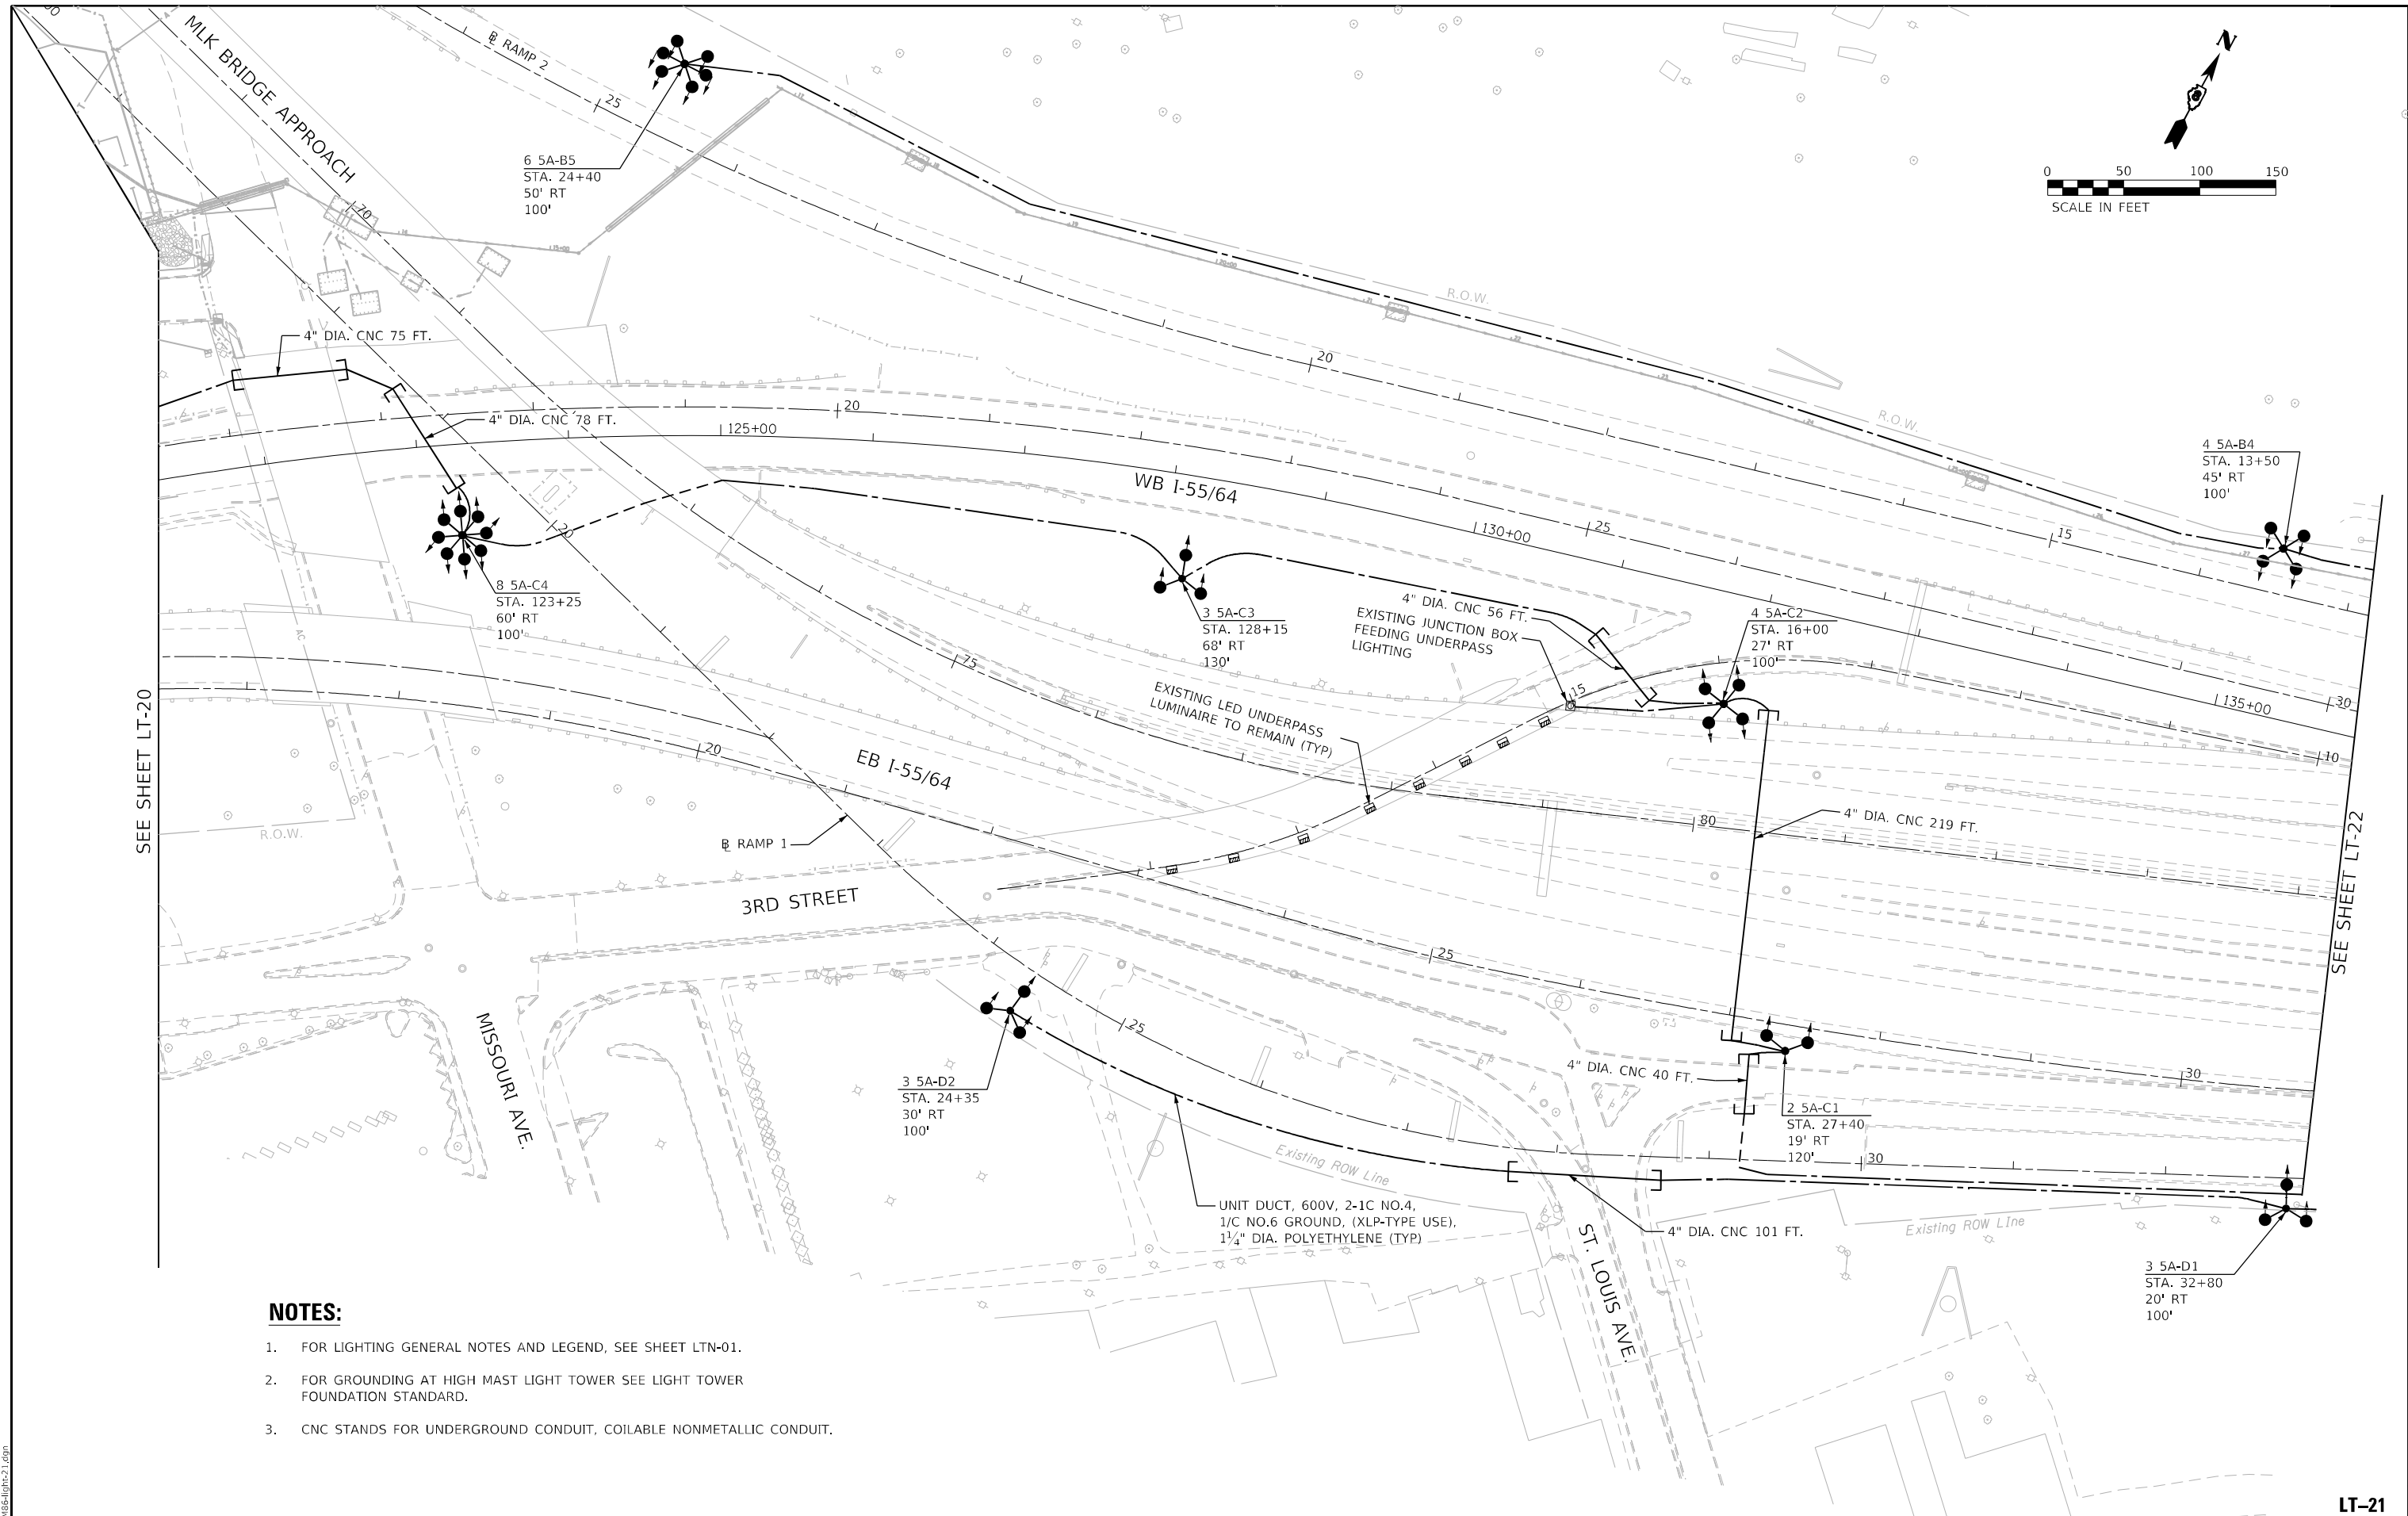 MLK BRIDGE APPROACH
BL RAMP 2
25
N
0 50 100 150
SCALE IN FEET
6 5A-B5
STA. 24+40
50' RT
100'
70
R.O.W.
4" DIA. CNC 75 FT.
20
4" DIA. CNC 78 FT.
20
125+00
R.O.W.
4 5A-B4
STA. 13+50
45' RT
100'
WB I-55/64
130+00
25
15
20
8 5A-C4
STA. 123+25
60' RT
100'
3 5A-C3
STA. 128+15
68' RT
130'
4" DIA. CNC 56 FT.
EXISTING JUNCTION BOX
FEEDING UNDERPASS
LIGHTING
4 5A-C2
STA. 16+00
27' RT
100'
AC
75
15
EXISTING LED UNDERPASS
LUMINAIRE TO REMAIN (TYP)
135+00
30
10
SEE SHEET LT-20
20
EB I-55/64
R.O.W.
BL RAMP 1
80
4" DIA. CNC 219 FT.
SEE SHEET LT-22
3RD STREET
25
MISSOURI AVE.
25
3 5A-D2
STA. 24+35
30' RT
100'
4" DIA. CNC 40 FT.
30
2 5A-C1
STA. 27+40
19' RT
120'
30
Existing ROW Line
UNIT DUCT, 600V, 2-1C NO.4,
1/C NO.6 GROUND, (XLP-TYPE USE),
1 1/4" DIA. POLYETHYLENE (TYP)
4" DIA. CNC 101 FT.
Existing ROW LIne
ST. LOUIS AVE.
3 5A-D1
STA. 32+80
20' RT
100'
NOTES:
1. FOR LIGHTING GENERAL NOTES AND LEGEND, SEE SHEET LTN-01.
2. FOR GROUNDING AT HIGH MAST LIGHT TOWER SEE LIGHT TOWER
FOUNDATION STANDARD.
3. CNC STANDS FOR UNDERGROUND CONDUIT, COILABLE NONMETALLIC CONDUIT.
LT-21